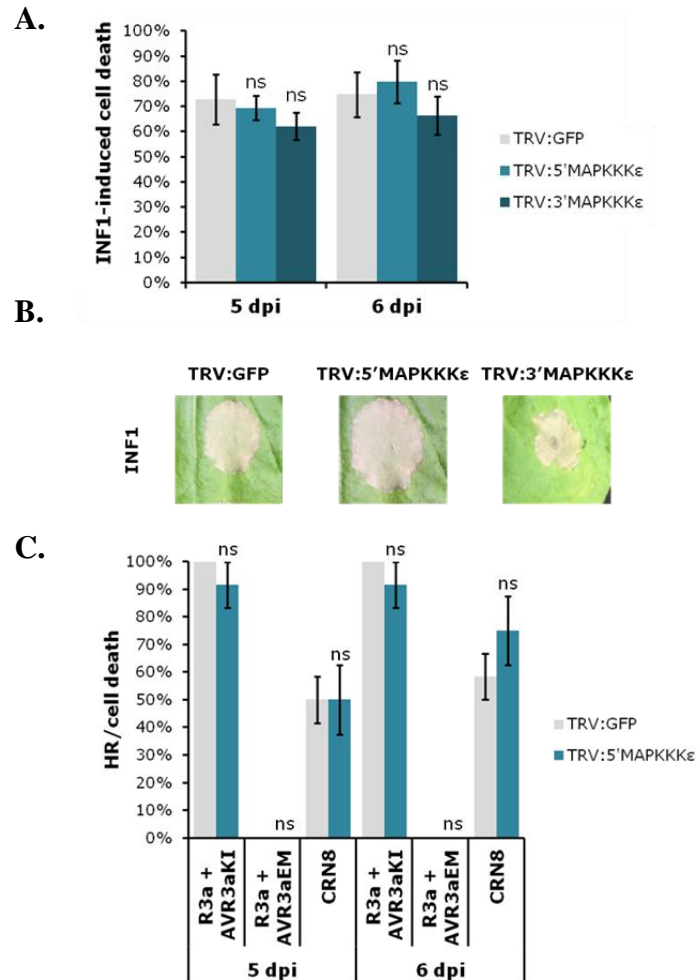 A.
INF1-induced cell death
100%
90%
80%
70%
60%
50%
40%
30%
20%
10%
0%
ns
ns
ns
ns
5 dpi
6 dpi
TRV:GFP
TRV:5'MAPKKKε
TRV:3'MAPKKKε
B.
TRV:GFP TRV:5'MAPKKKε TRV:3'MAPKKKε
INF1
C.
HR/cell death
100%
90%
80%
70%
60%
50%
40%
30%
20%
10%
0%
ns
ns
ns
ns
ns
ns
R3a +
AVR3aKI
R3a +
AVR3aEM
CRN8
R3a +
AVR3aKI
R3a +
AVR3aEM
CRN8
5 dpi
6 dpi
TRV:GFP
TRV:5'MAPKKKε